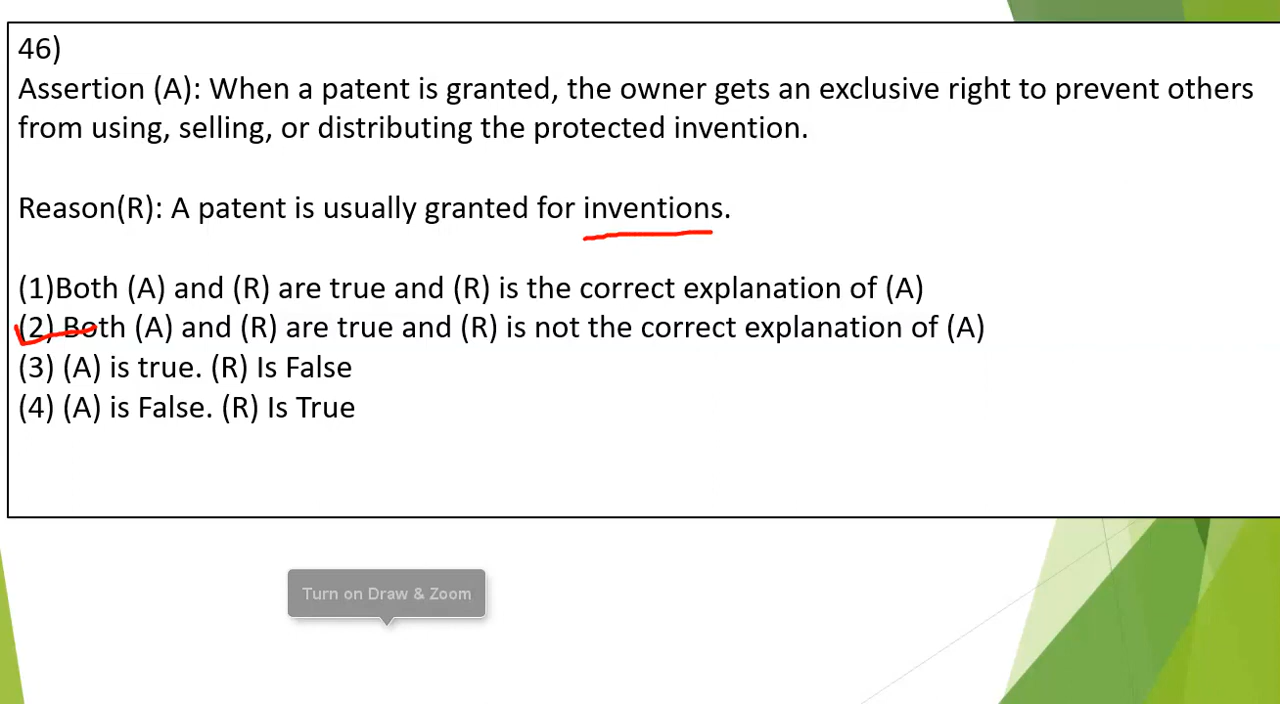 46)
Assertion (A): When a patent is granted, the owner gets an exclusive right to prevent others
from using, selling, or distributing the protected invention.
Reason(R): A patent is usually granted for inventions.
(1)Both (A) and (R) are true and (R) is the correct explanation of (A)
(2) Both (A) and (R) are true and (R) is not the correct explanation of (A)
(3) (A) is true. (R) Is False
(4) (A) is False. (R) Is True
Turn on Draw & Zoom